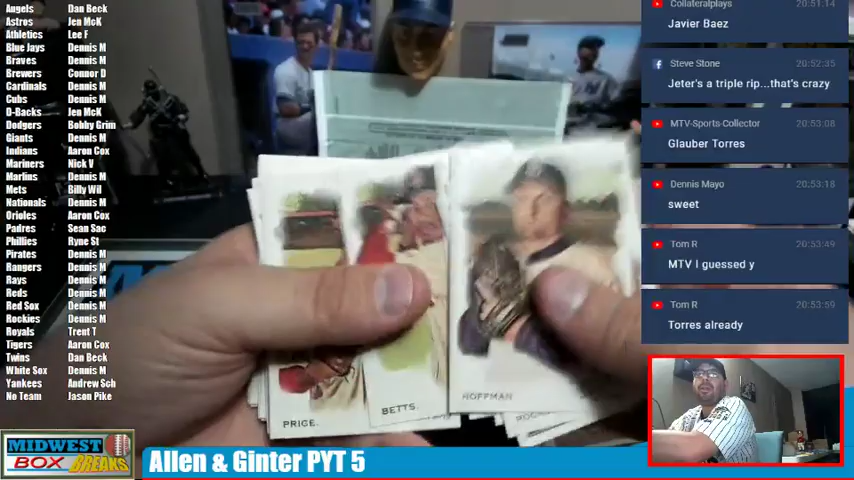 Angels Dan Beck
Astros Jen McK
Athletics Lee F
Blue Jays Dennis M
Braves Dennis M
Brewers Connor D
Cardinals Dennis M
Cubs Dennis M
D-Backs Jen McK
Dodgers Bobby Grim
Giants Dennis M
Indians Aaron Cox
Mariners Nick V
Marlins Dennis M
Mets Billy Wil
Nationals Dennis M
Orioles Aaron Cox
Padres Sean Sac
Phillies Ryne St
Pirates Dennis M
Rangers Dennis M
Rays Dennis M
Reds Dennis M
Red Sox Dennis M
Rockies Dennis M
Royals Trent T
Tigers Aaron Cox
Twins Dan Beck
White Sox Dennis M
Yankees Andrew Sch
No Team Jason Pike
PRICE
BETTS
HOFFMAN
Collateralplays 20:51:14
Javier Baez
Steve Stone 20:52:35
Jeter's a triple rip...that's crazy
MTV-Sports-Collector 20:53:08
Glauber Torres
Dennis Mayo 20:53:18
sweet
Tom R 20:53:49
MTV I guessed y
Tom R 20:53:59
Torres already
MIDWEST
BOX BREAKS
Allen & Ginter PYT 5